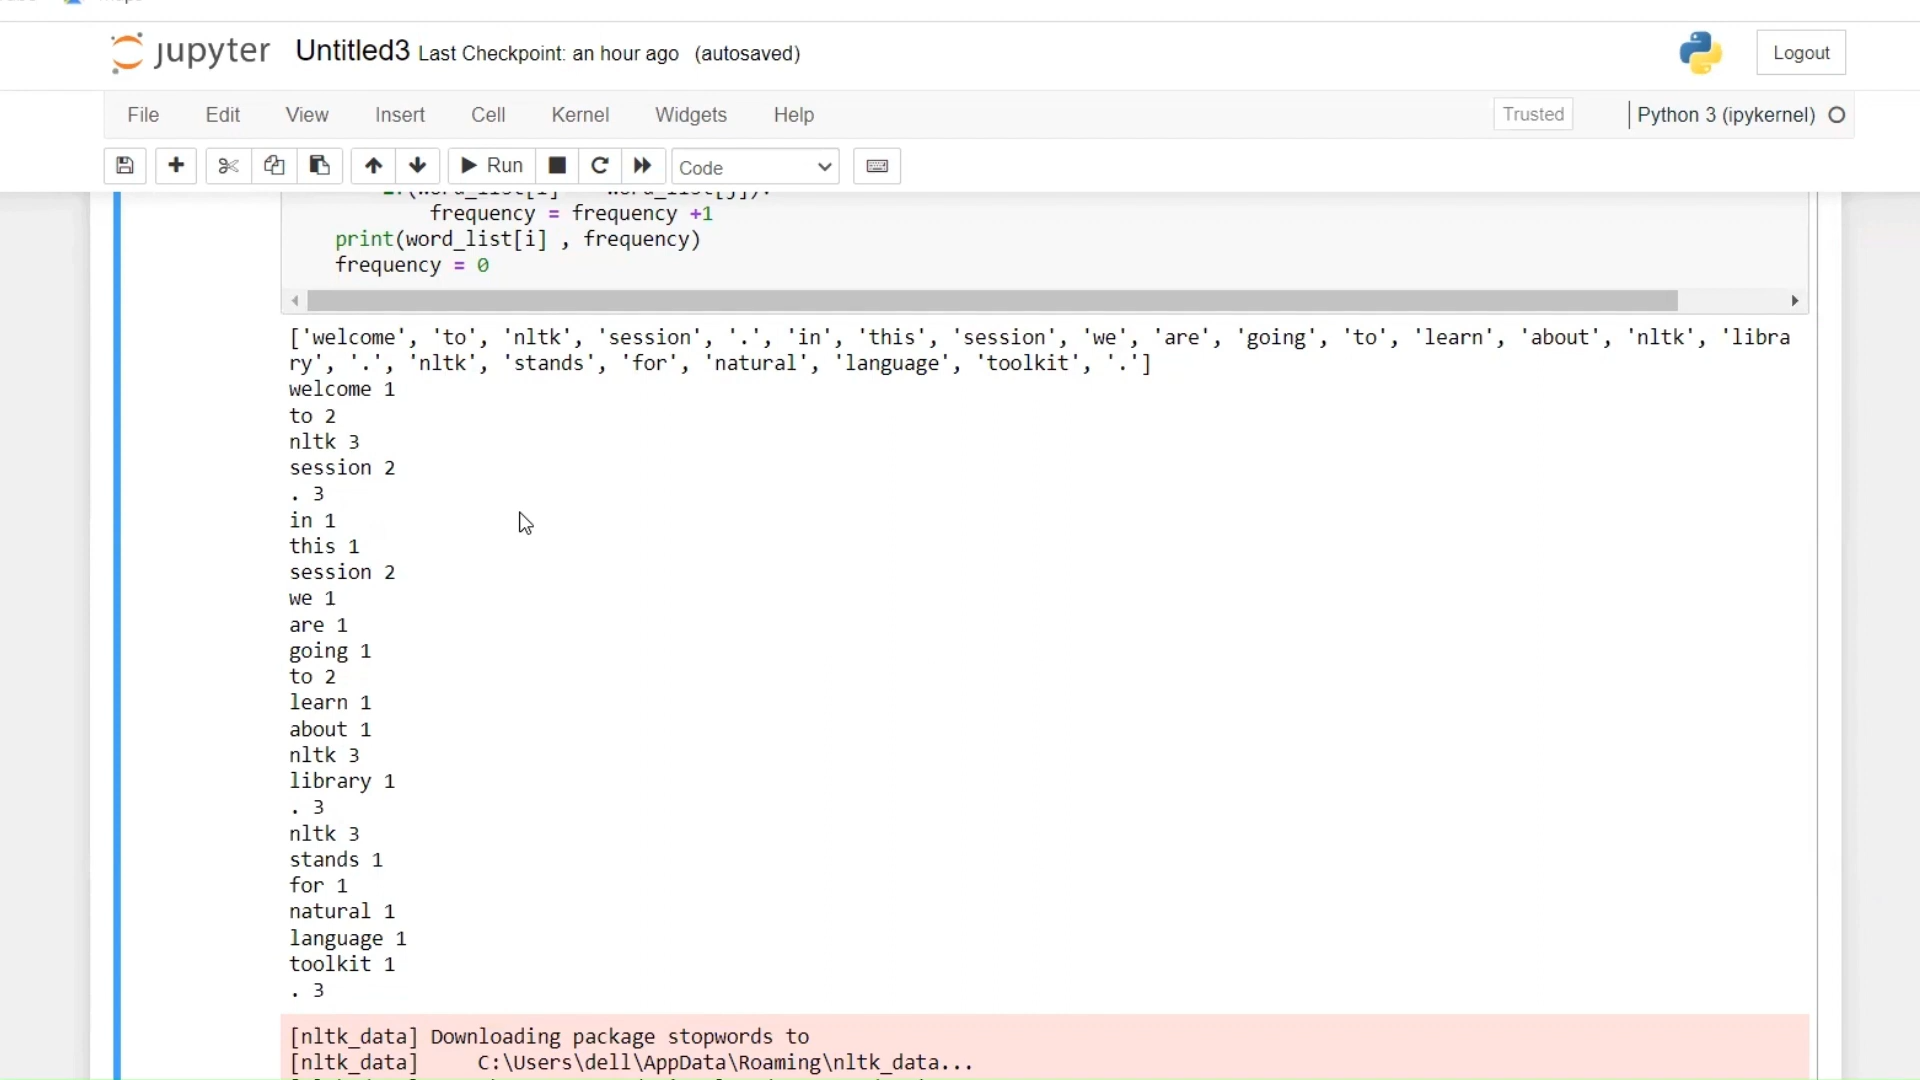 jupyter Untitled3 Last Checkpoint: an hour ago (autosaved)
Logout
File Edit View Insert Cell Kernel Widgets Help
Trusted
Python 3 (ipykernel)
Run
Code
frequency = frequency +1
print(word_list[i] , frequency)
frequency = 0
['welcome', 'to', 'nltk', 'session', '.', 'in', 'this', 'session', 'we', 'are', 'going', 'to', 'learn', 'about', 'nltk', 'libra
ry', '.', 'nltk', 'stands', 'for', 'natural', 'language', 'toolkit', '.']
welcome 1
to 2
nltk 3
session 2
. 3
in 1
this 1
session 2
we 1
are 1
going 1
to 2
learn 1
about 1
nltk 3
library 1
. 3
nltk 3
stands 1
for 1
natural 1
language 1
toolkit 1
. 3
[nltk_data] Downloading package stopwords to
[nltk_data]     C:\Users\dell\AppData\Roaming\nltk_data...